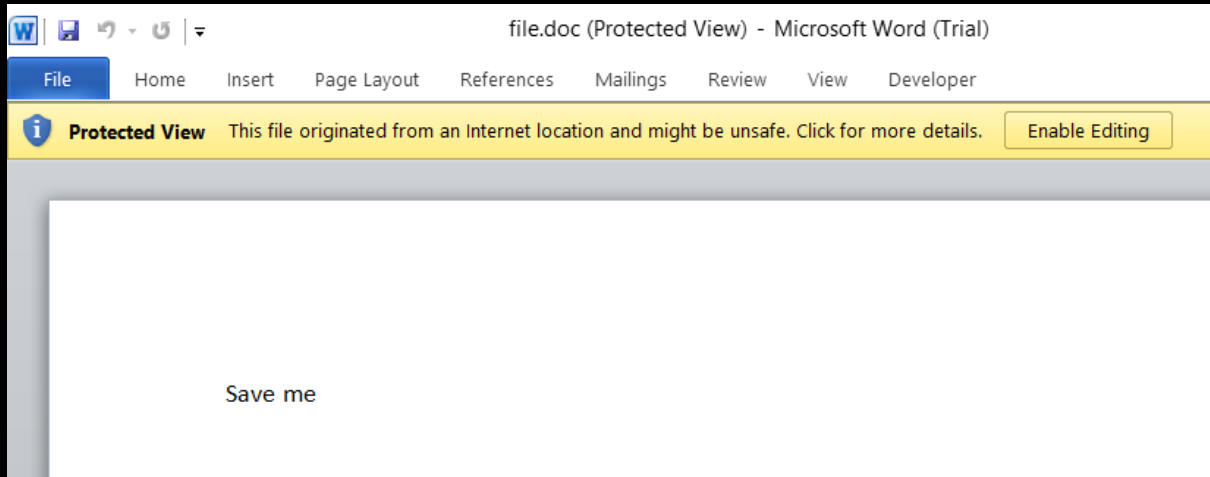 W
file.doc (Protected View) - Microsoft Word (Trial)
File Home Insert Page Layout References Mailings Review View Developer
Protected View This file originated from an Internet location and might be unsafe. Click for more details. Enable Editing
Save me